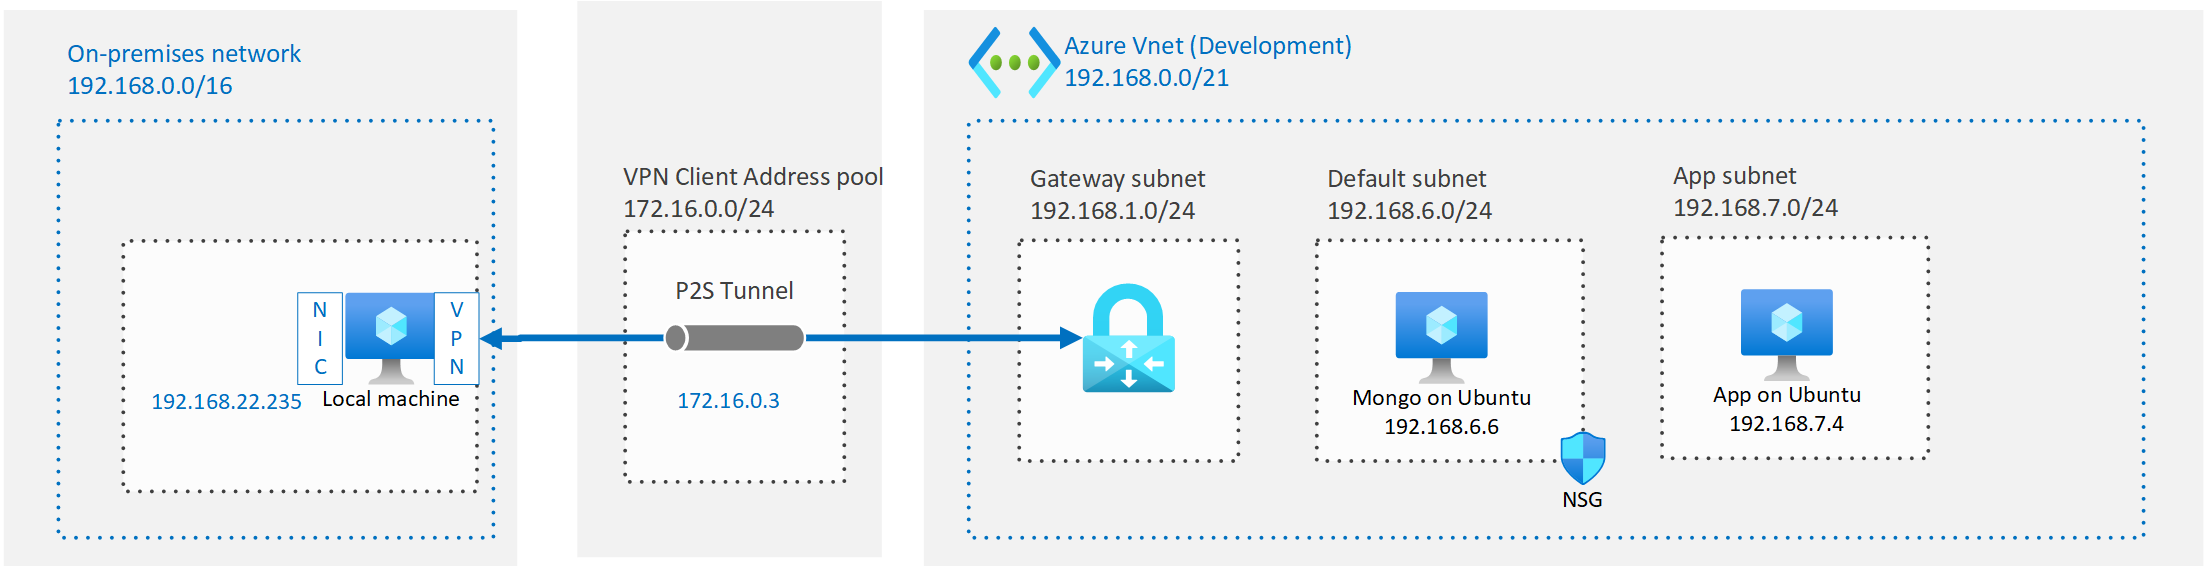 On-premises network
192.168.0.0/16
N
I
C
V
P
N
192.168.22.235
Local machine
VPN Client Address pool
172.16.0.0/24
P2S Tunnel
172.16.0.3
Azure Vnet (Development)
192.168.0.0/21
Gateway subnet
192.168.1.0/24
Default subnet
192.168.6.0/24
Mongo on Ubuntu
192.168.6.6
NSG
App subnet
192.168.7.0/24
App on Ubuntu
192.168.7.4